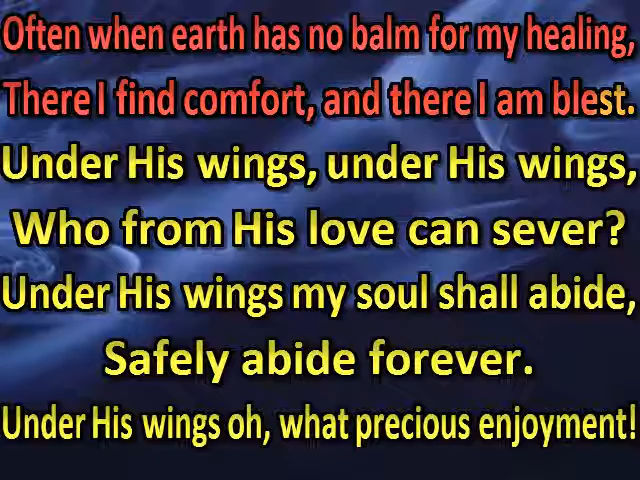 Often when earth has no balm for my healing,
There I find comfort, and there I am blest.
Under His wings, under His wings,
Who from His love can sever?
Under His wings my soul shall abide,
Safely abide forever.
Under His wings oh, what precious enjoyment!